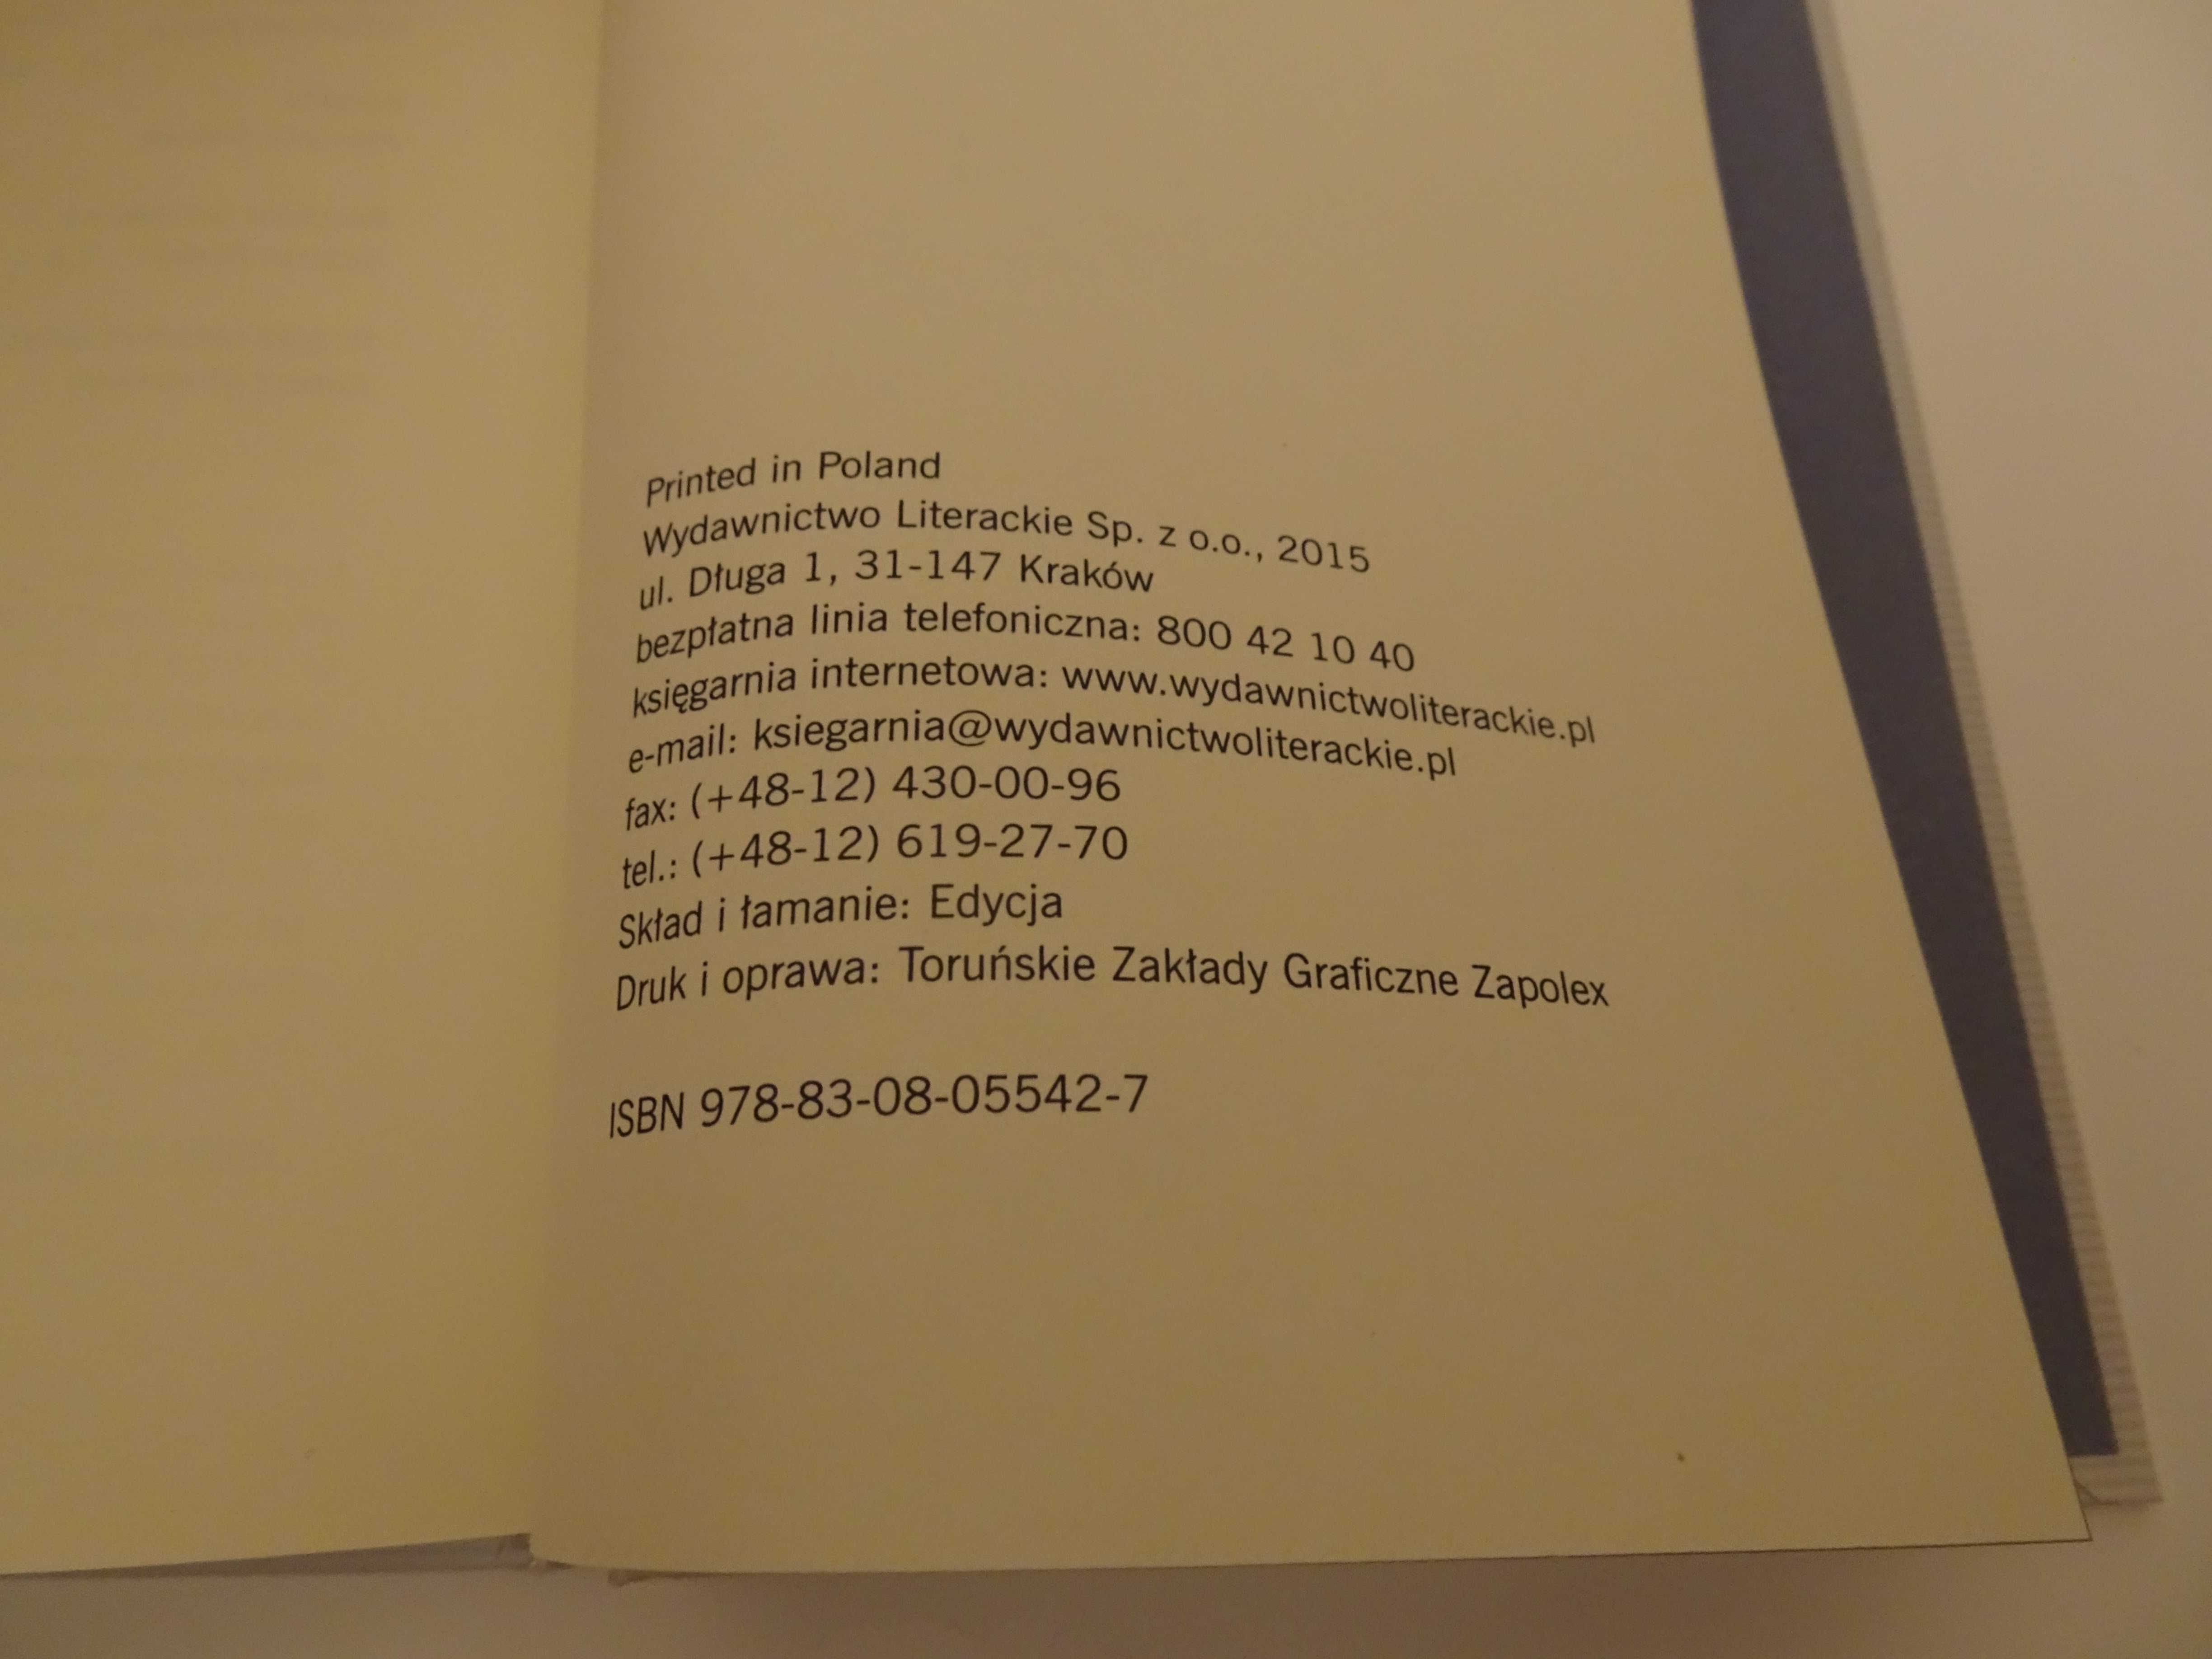 Printed in Poland
Wydawnictwo Literackie Sp. z o.o., 2015
ul. Długa 1, 31-147 Kraków
bezpłatna linia telefoniczna: 800 42 10 40
księgarnia internetowa: www.wydawnictwoliterackie.pl
e-mail: ksiegarnia@wydawnictwoliterackie.pl
fax: (+48-12) 430-00-96
tel.: (+48-12) 619-27-70
Skład i łamanie: Edycja
Druk i oprawa: Toruńskie Zakłady Graficzne Zapolex
ISBN 978-83-08-05542-7